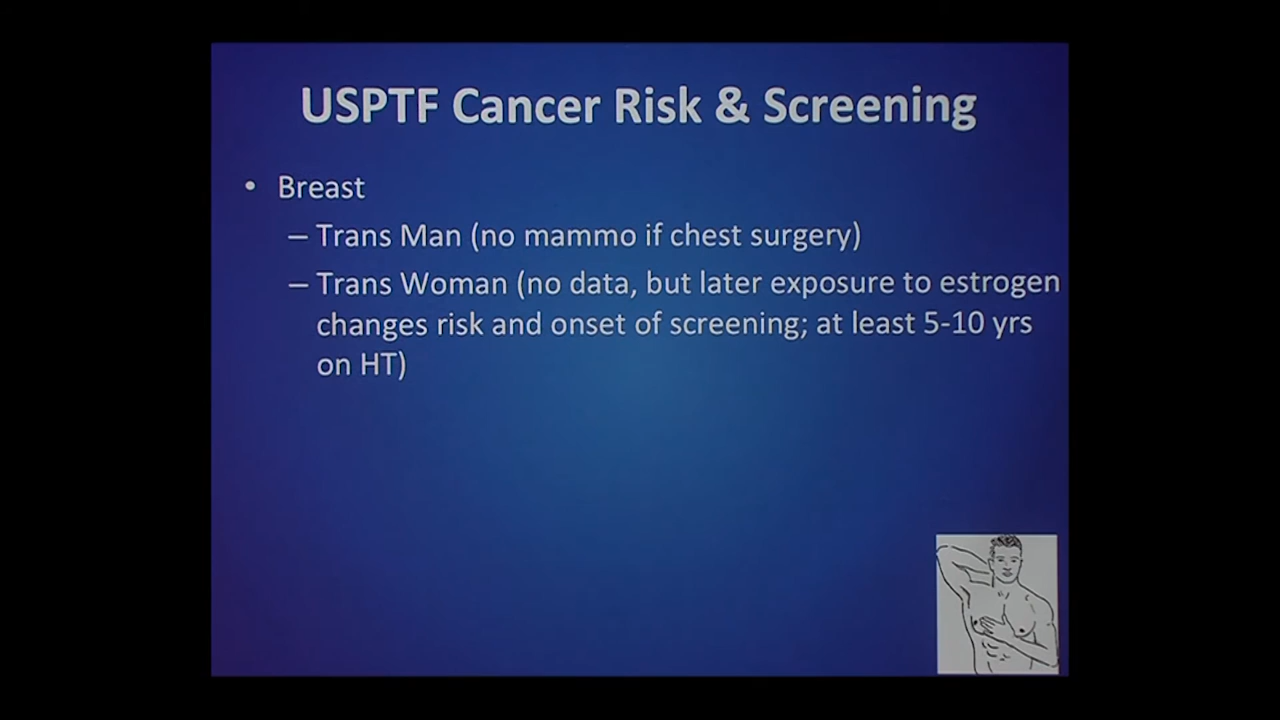 USPTF Cancer Risk & Screening
• Breast
– Trans Man (no mammo if chest surgery)
– Trans Woman (no data, but later exposure to estrogen
changes risk and onset of screening; at least 5-10 yrs
on HT)